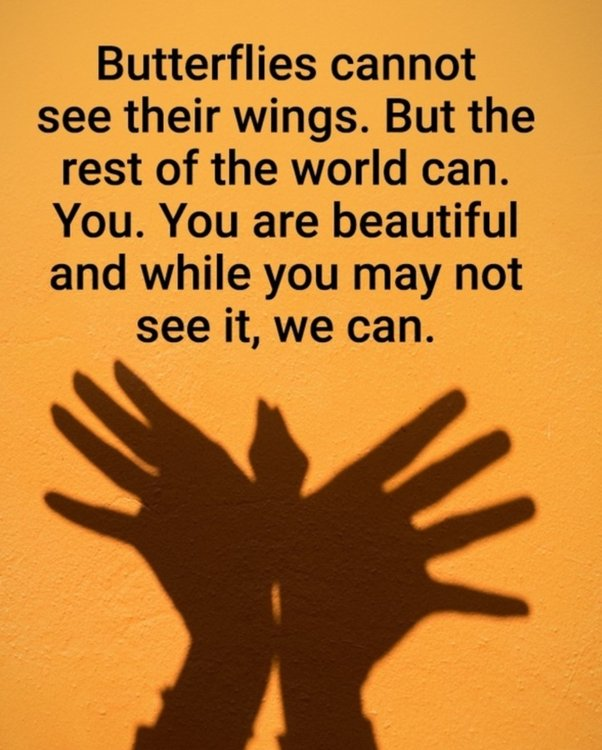 Butterflies cannot
see their wings. But the
rest of the world can.
You. You are beautiful
and while you may not
see it, we can.